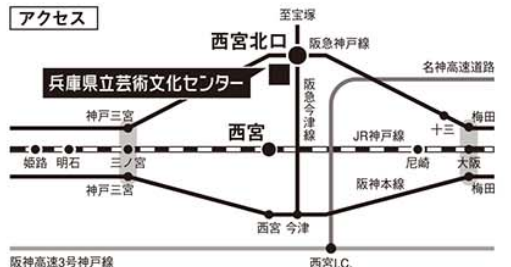 アクセス
至宝塚
西宮北口
阪急神戸線
兵庫県立芸術文化センター
阪急今津線
名神高速道路
神戸三宮
西宮
JR神戸線
十三
梅田
姫路
明石
三ノ宮
尼崎
大阪
神戸三宮
阪神本線
梅田
西宮
今津
阪神高速3号神戸線
西宮I.C.